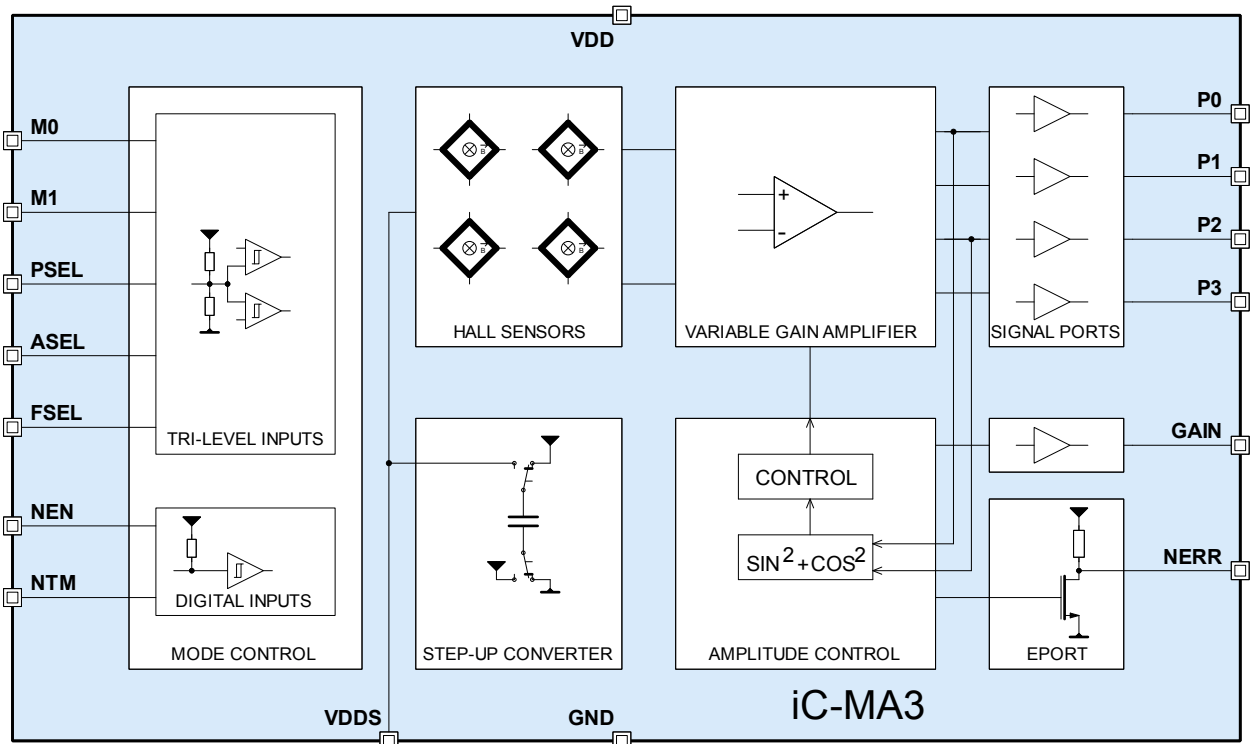 VDD
M0
M1
PSEL
ASEL
FSEL
TRI-LEVEL INPUTS
NEN
NTM
DIGITAL INPUTS
MODE CONTROL
B
B
B
B
HALL SENSORS
STEP-UP CONVERTER
+
-
VARIABLE GAIN AMPLIFIER
CONTROL
SIN² +COS²
AMPLITUDE CONTROL
SIGNAL PORTS
P0
P1
P2
P3
GAIN
NERR
EPORT
VDDS
GND
iC-MA3